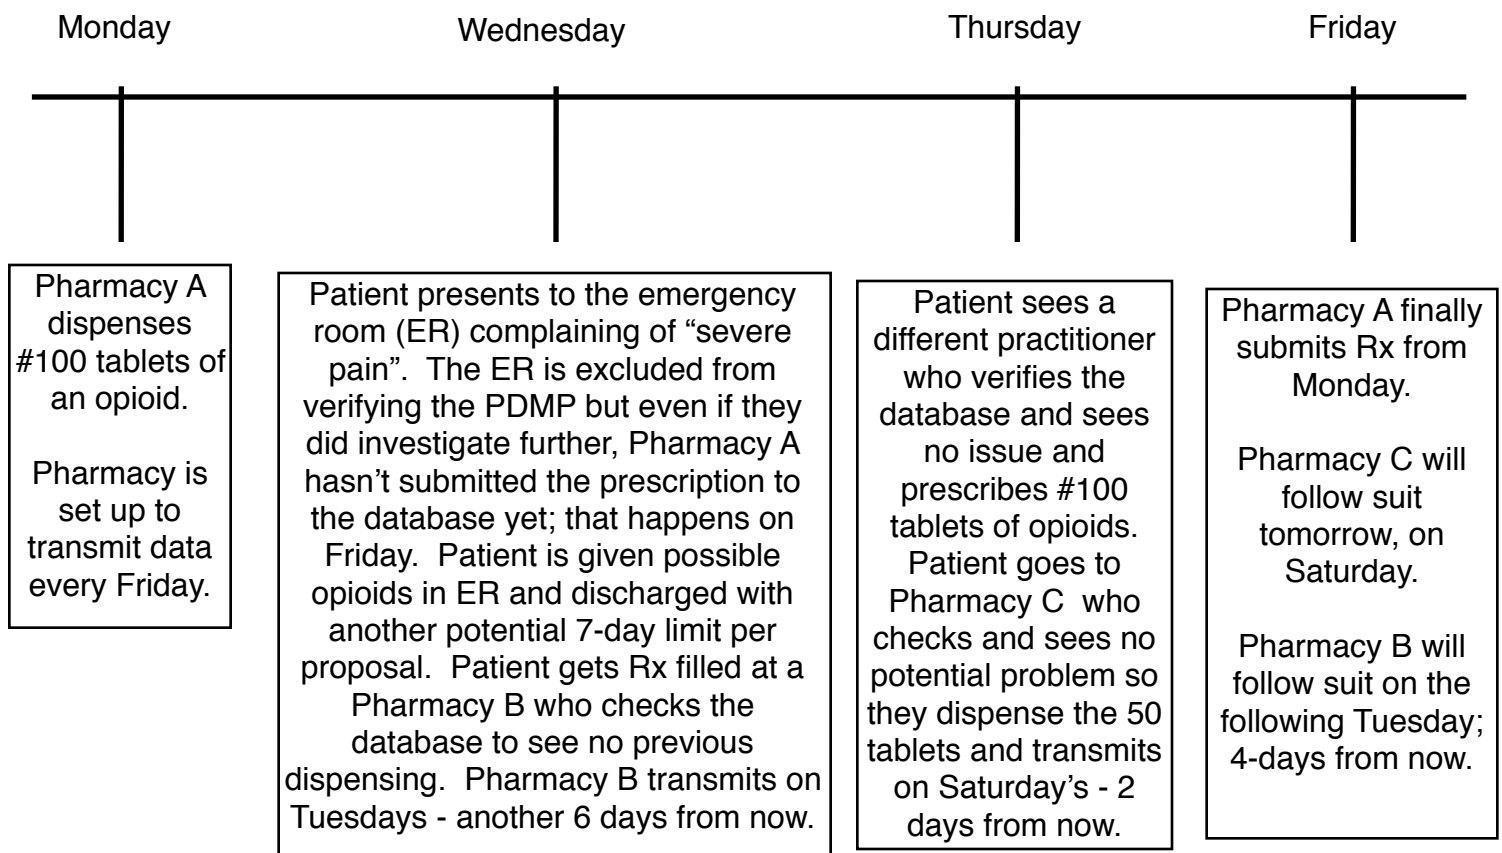 Monday
Wednesday
Thursday
Friday
Pharmacy A
dispenses
#100 tablets of
an opioid.
Pharmacy is
set up to
transmit data
every Friday.
Patient presents to the emergency
room (ER) complaining of “severe
pain”.  The ER is excluded from
verifying the PDMP but even if they
did investigate further, Pharmacy A
hasn’t submitted the prescription to
the database yet; that happens on
Friday.  Patient is given possible
opioids in ER and discharged with
another potential 7-day limit per
proposal.  Patient gets Rx filled at a
Pharmacy B who checks the
database to see no previous
dispensing.  Pharmacy B transmits on
Tuesdays - another 6 days from now.
Patient sees a
different practitioner
who verifies the
database and sees
no issue and
prescribes #100
tablets of opioids.
Patient goes to
Pharmacy C  who
checks and sees no
potential problem so
they dispense the 50
tablets and transmits
on Saturday’s - 2
days from now.
Pharmacy A finally
submits Rx from
Monday.
Pharmacy C will
follow suit
tomorrow, on
Saturday.
Pharmacy B will
follow suit on the
following Tuesday;
4-days from now.